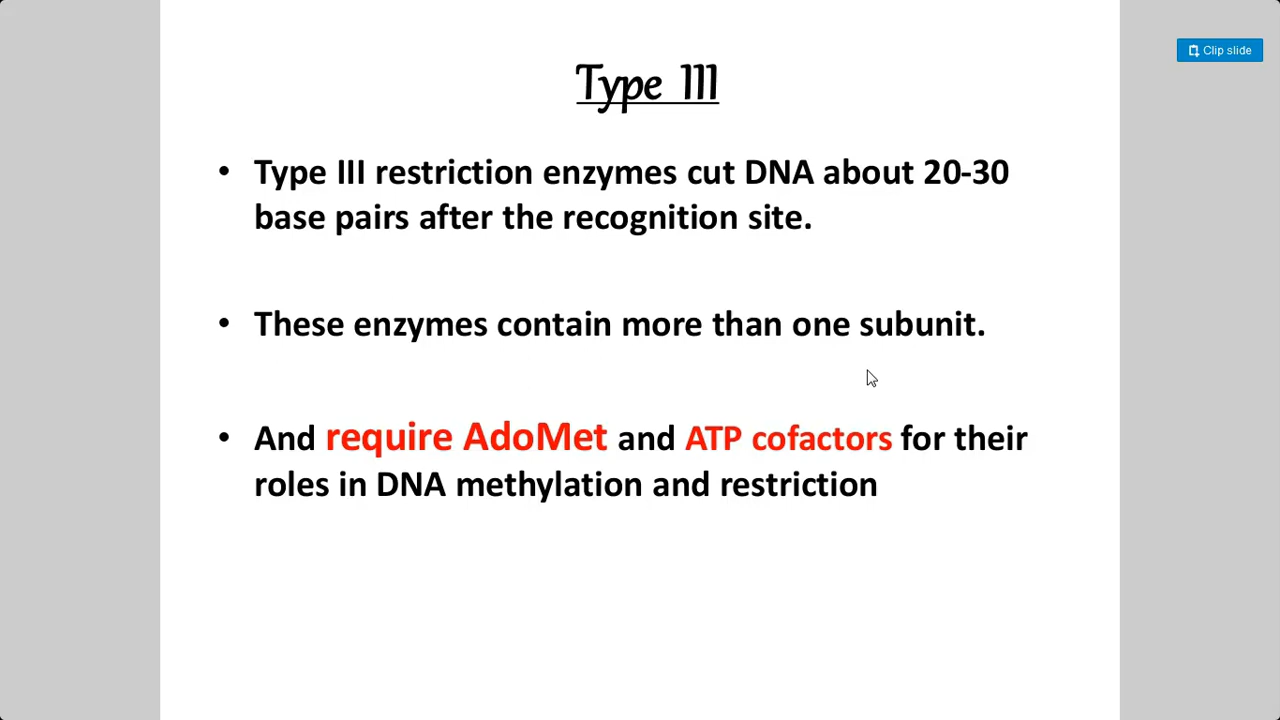 Clip slide
Type III
• Type III restriction enzymes cut DNA about 20-30
base pairs after the recognition site.
• These enzymes contain more than one subunit.
• And require AdoMet and ATP cofactors for their
roles in DNA methylation and restriction